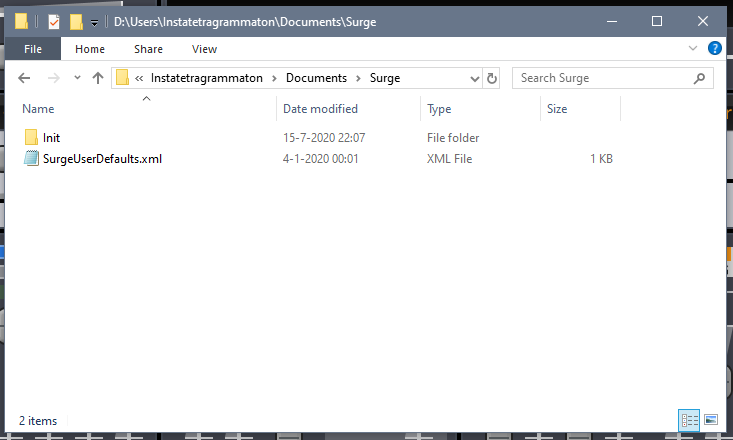 D:\Users\Instatetragrammaton\Documents\Surge
File Home Share View
« Instatetragrammaton > Documents > Surge Search Surge
Name Date modified Type Size
Init 15-7-2020 22:07 File folder
SurgeUserDefaults.xml 4-1-2020 00:01 XML File 1 KB
2 items